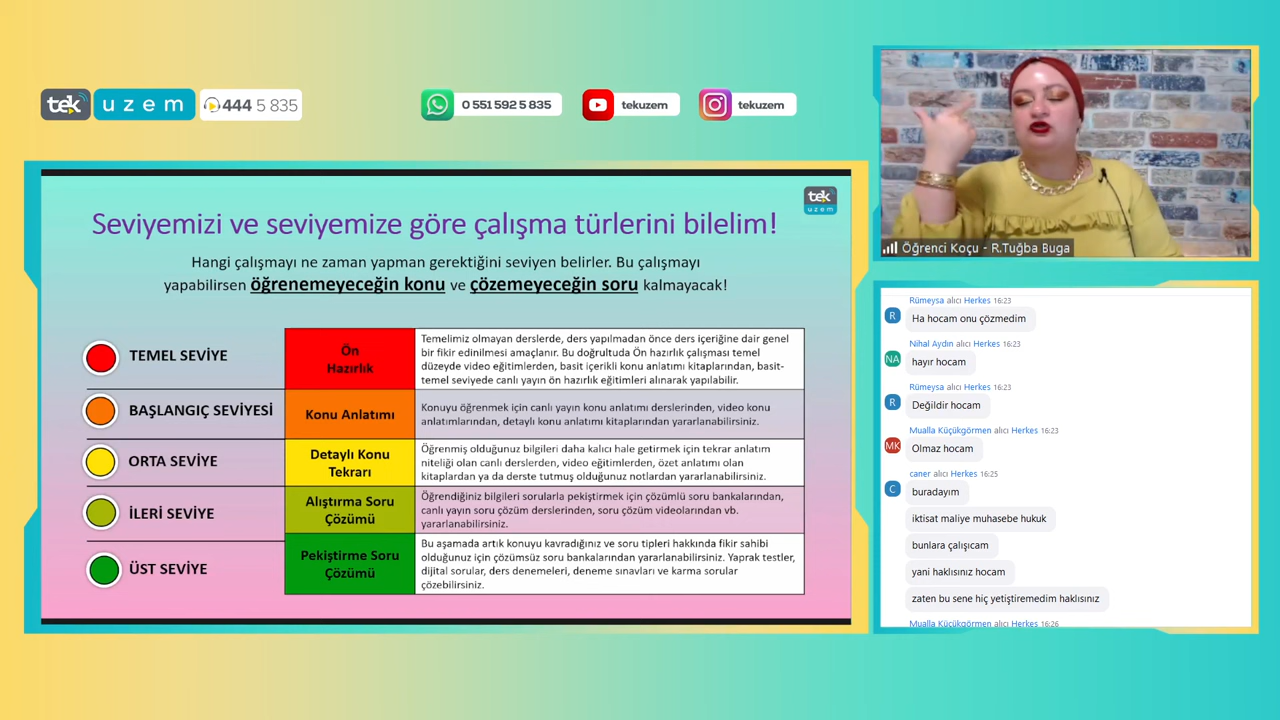 tek uzem 444 5 835
0 551 592 5 835
tekuzem
tekuzem
tek
uzem
Seviyemizi ve seviyemize göre çalışma türlerini bilelim!
Hangi çalışmayı ne zaman yapman gerektiğini seviyen belirler. Bu çalışmayı
yapabilirsen öğrenemeyeceğin konu ve çözemeyeceğin soru kalmayacak!
TEMEL SEVİYE
Ön
Hazırlık
Temelimiz olmayan derslerde, ders yapılmadan önce ders içeriğine dair genel
bir fikir edinilmesi amaçlanır. Bu doğrultuda Ön hazırlık çalışması temel
düzeyde video eğitimlerden, basit içerikli konu anlatımı kitaplarından, basit-
temel seviyede canlı yayın ön hazırlık eğitimleri alınarak yapılabilir.
BAŞLANGIÇ SEVİYESİ
Konu Anlatımı
Konuyu öğrenmek için canlı yayın konu anlatımı derslerinden, video konu
anlatımlarından, detaylı konu anlatımı kitaplarından yararlanabilirsiniz.
ORTA SEVİYE
Detaylı Konu
Tekrarı
Öğrenmiş olduğunuz bilgileri daha kalıcı hale getirmek için tekrar anlatım
niteliği olan canlı derslerden, video eğitimlerden, özet anlatımı olan
kitaplardan ya da derste tutmuş olduğunuz notlardan yararlanabilirsiniz.
İLERİ SEVİYE
Alıştırma Soru
Çözümü
Öğrendiğiniz bilgileri sorularla pekiştirmek için çözümlü soru bankalarından,
canlı yayın soru çözüm derslerinden, soru çözüm videolarından vb.
yararlanabilirsiniz.
ÜST SEVİYE
Pekiştirme Soru
Çözümü
Bu aşamada artık konuyu kavradığınız ve soru tipleri hakkında fikir sahibi
olduğunuz için çözümsüz soru bankalarından yararlanabilirsiniz. Yaprak testler,
dijital sorular, ders denemeleri, deneme sınavları ve karma sorular
çözebilirsiniz.
Öğrenci Koçu - R.Tuğba Buga
Rümeysa alıcı Herkes 16:23
R
Ha hocam onu çözmedim
Nihal Aydın alıcı Herkes 16:23
NA
hayır hocam
Rümeysa alıcı Herkes 16:23
R
Değildir hocam
Mualla Küçükgörmen alıcı Herkes 16:23
MK
Olmaz hocam
caner alıcı Herkes 16:25
C
buradayım
iktisat maliye muhasebe hukuk
bunlara çalışıcam
yani haklısınız hocam
zaten bu sene hiç yetiştiremedim haklısınız
Mualla Küçükgörmen alıcı Herkes 16:26